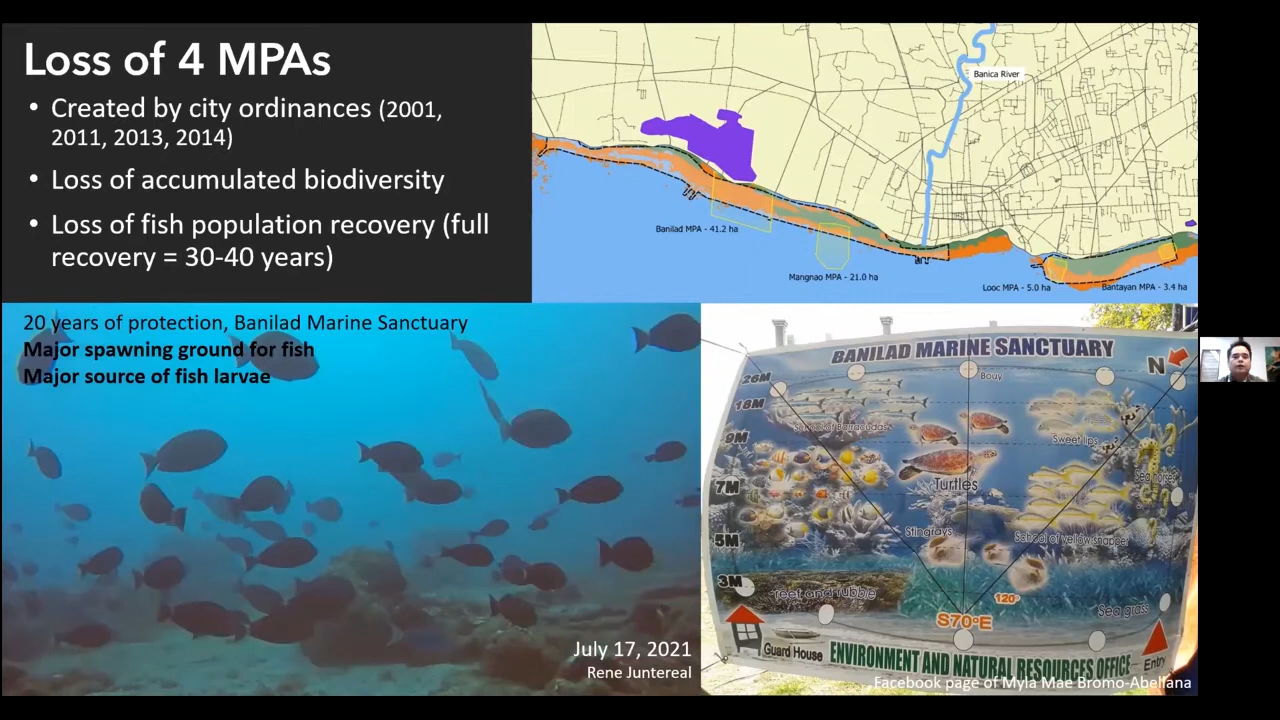 Loss of 4 MPAs
• Created by city ordinances (2001,
2011, 2013, 2014)
• Loss of accumulated biodiversity
• Loss of fish population recovery (full
recovery = 30-40 years)
Banica River
Banilad MPA - 41.2 ha
Mangnao MPA - 21.0 ha
Looc MPA - 5.0 ha
Bantayan MPA - 3.4 ha
20 years of protection, Banilad Marine Sanctuary
Major spawning ground for fish
Major source of fish larvae
July 17, 2021
Rene Juntereal
BANILAD MARINE SANCTUARY
N
26M
Bouy
18M
School of Barracudas
9M
Sweet lips
7M
Turtles
Sea horses
5M
Stingrays
School of yellow snapper
3M
reef and rubble
120°
Sea grass
S70°E
Guard House
ENVIRONMENT AND NATURAL RESOURCES OFFICE
Entry
Facebook page of Myla Mae Bromo-Abellana